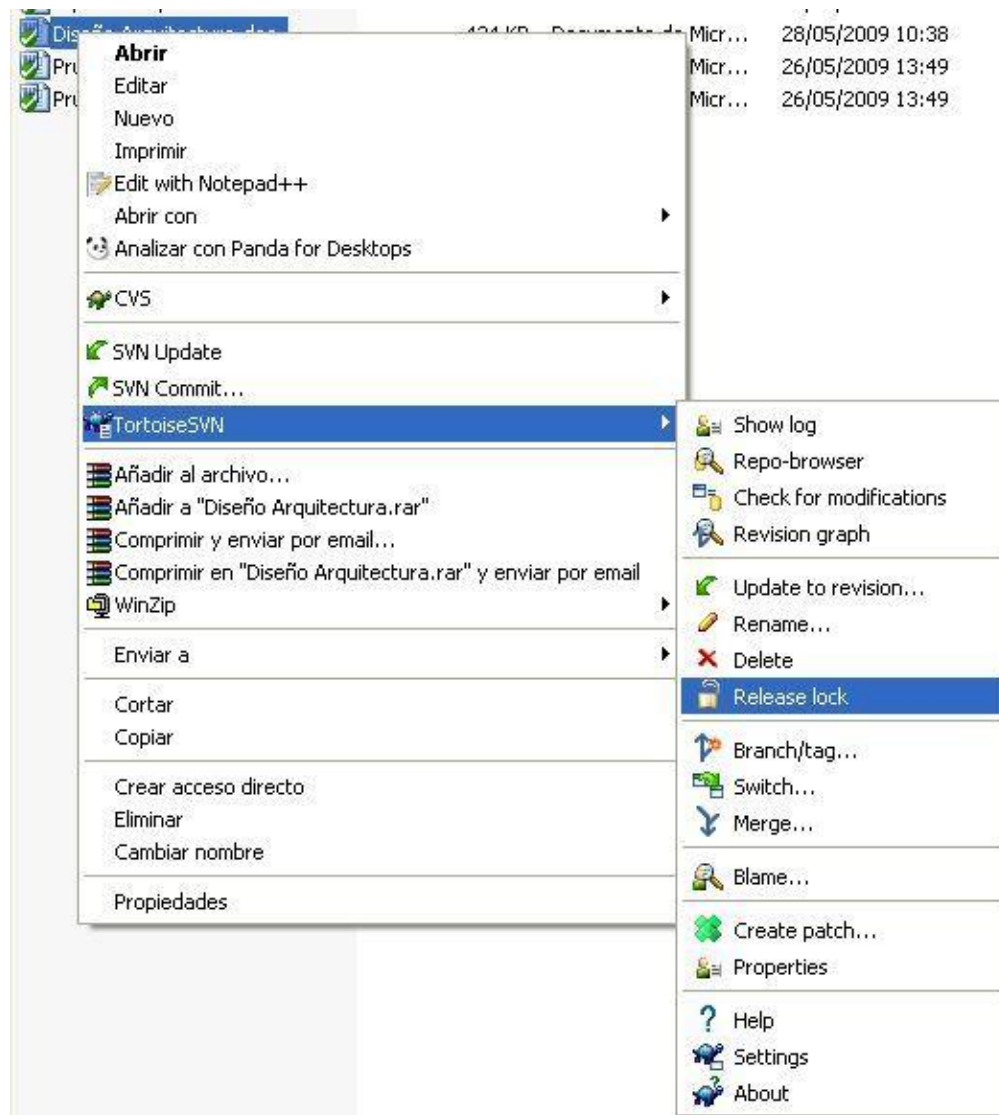 Micr... 28/05/2009 10:38
Pru Micr... 26/05/2009 13:49
Pru Micr... 26/05/2009 13:49
Abrir
Editar
Nuevo
Imprimir
Edit with Notepad++
Abrir con
Analizar con Panda for Desktops
CVS
SVN Update
SVN Commit...
TortoiseSVN
Añadir al archivo...
Añadir a "Diseño Arquitectura.rar"
Comprimir y enviar por email...
Comprimir en "Diseño Arquitectura.rar" y enviar por email
WinZip
Enviar a
Cortar
Copiar
Crear acceso directo
Eliminar
Cambiar nombre
Propiedades
Show log
Repo-browser
Check for modifications
Revision graph
Update to revision...
Rename...
Delete
Release lock
Branch/tag...
Switch...
Merge...
Blame...
Create patch...
Properties
Help
Settings
About